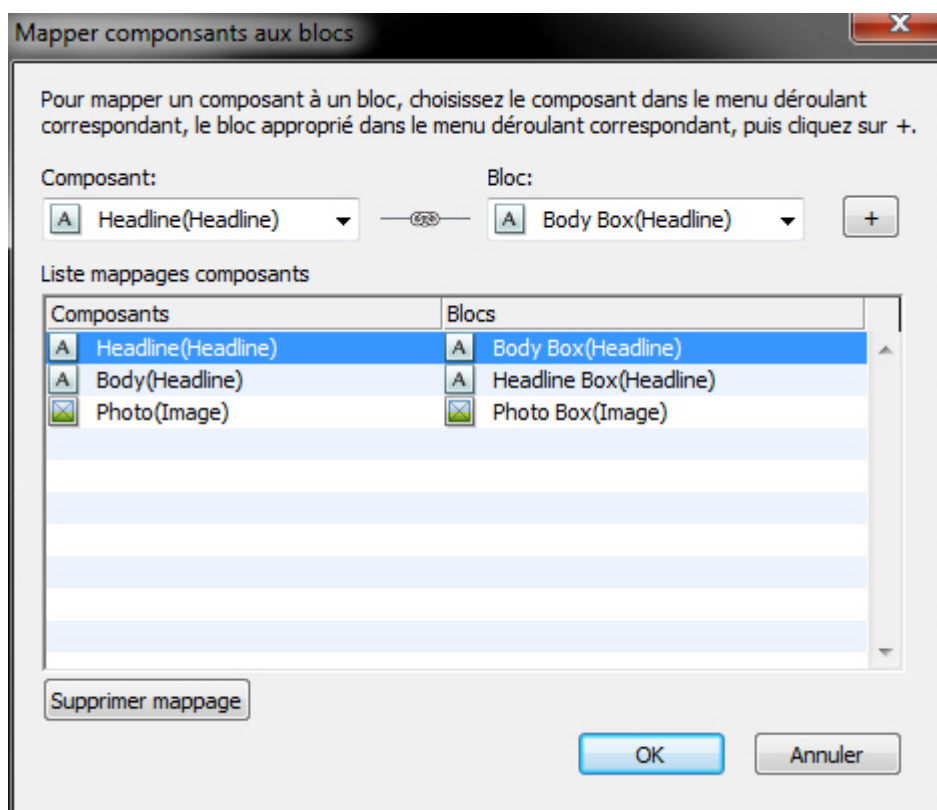 Mapper componsants aux blocs
Pour mapper un composant à un bloc, choisissez le composant dans le menu déroulant
correspondant, le bloc approprié dans le menu déroulant correspondant, puis cliquez sur +.
Composant: Bloc:
A Headline(Headline) A Body Box(Headline) +
Liste mappages composants
Composants Blocs
A Headline(Headline) A Body Box(Headline)
A Body(Headline) A Headline Box(Headline)
Photo(Image) Photo Box(Image)
Supprimer mappage
OK Annuler